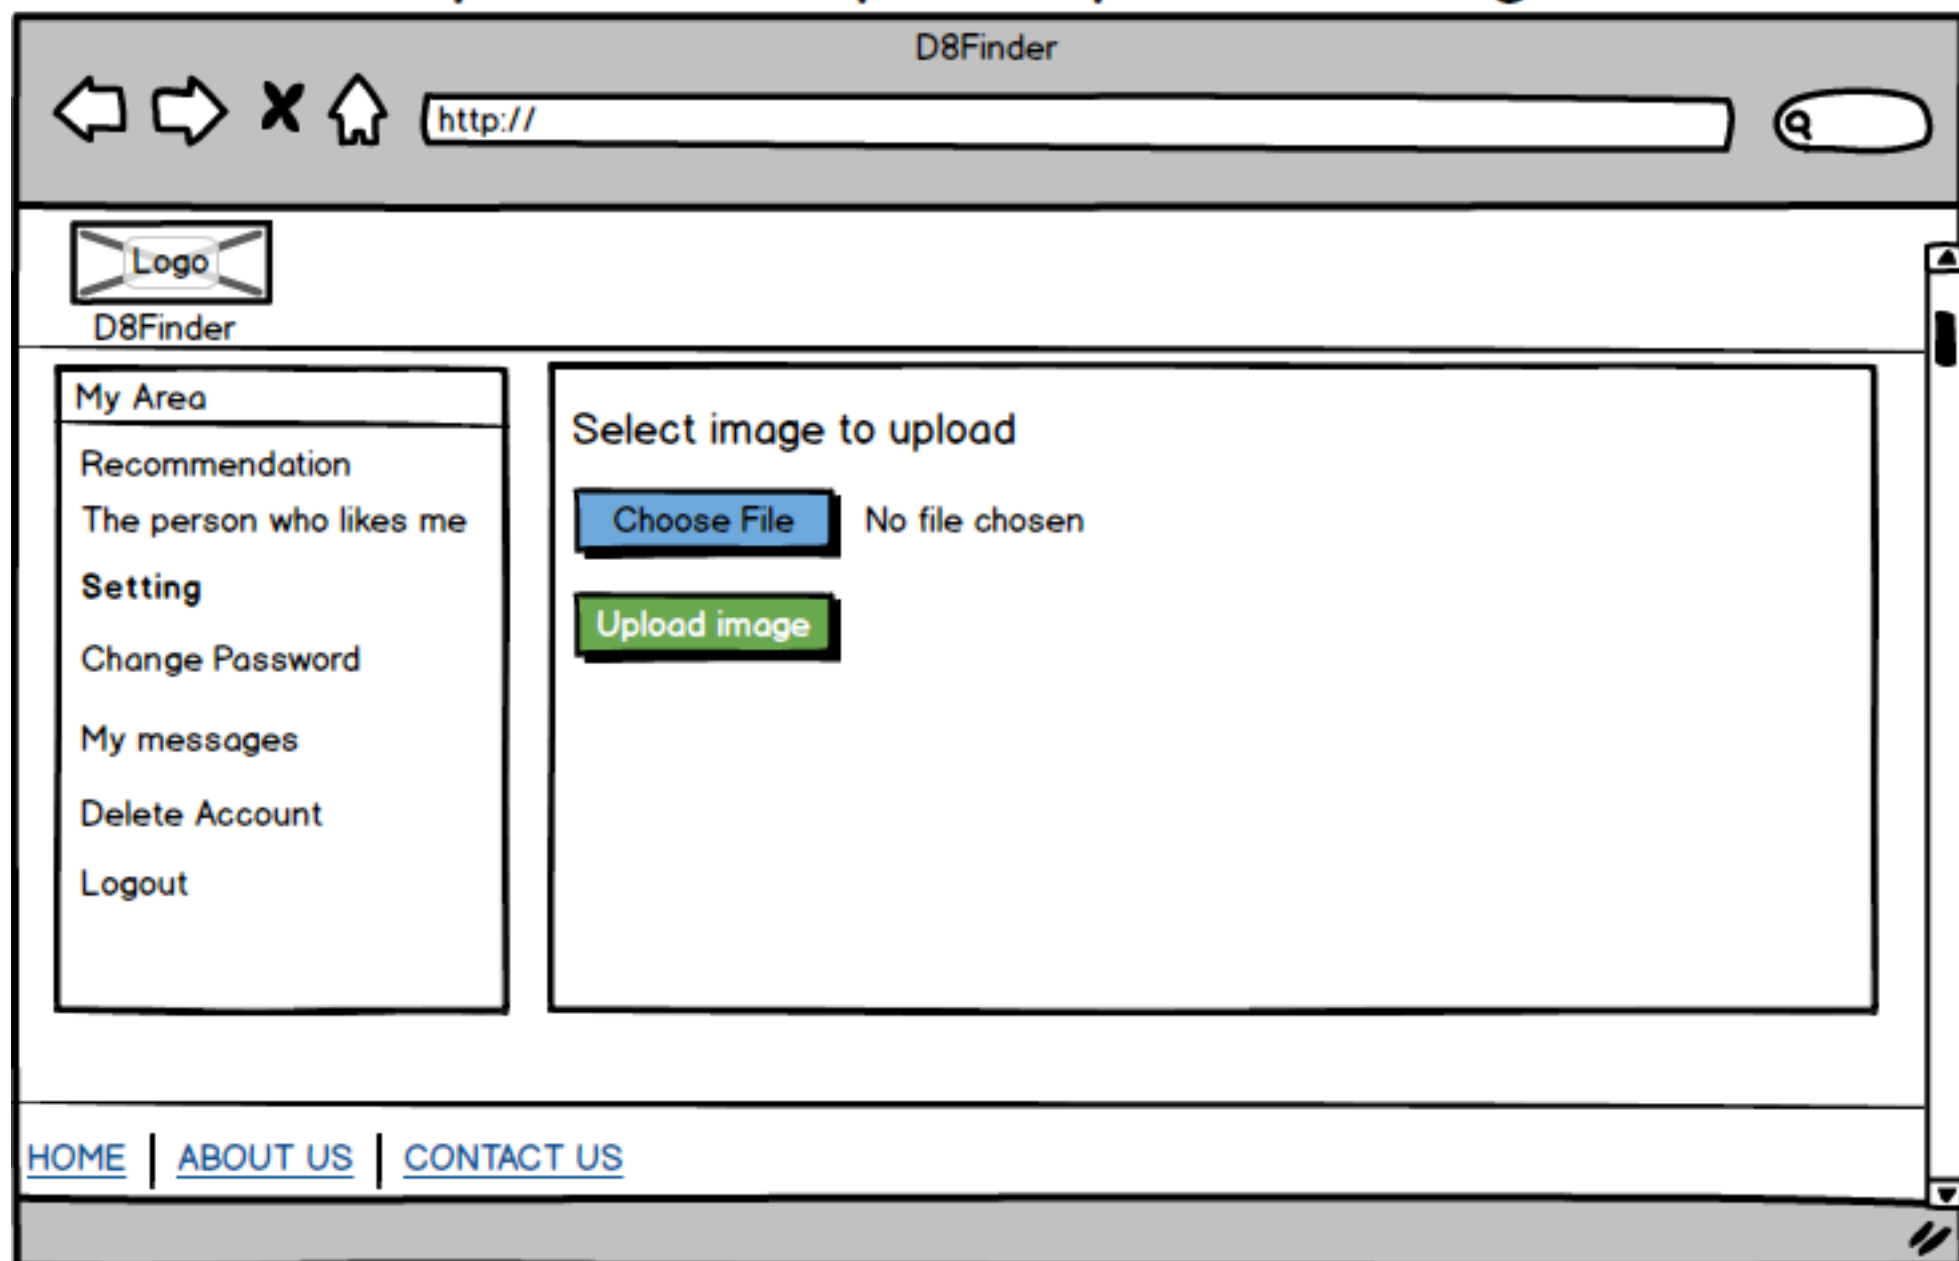 D8Finder
http://
Logo
D8Finder
My Area
Recommendation
The person who likes me
Setting
Change Password
My messages
Delete Account
Logout
Select image to upload
Choose File No file chosen
Upload image
HOME | ABOUT US | CONTACT US